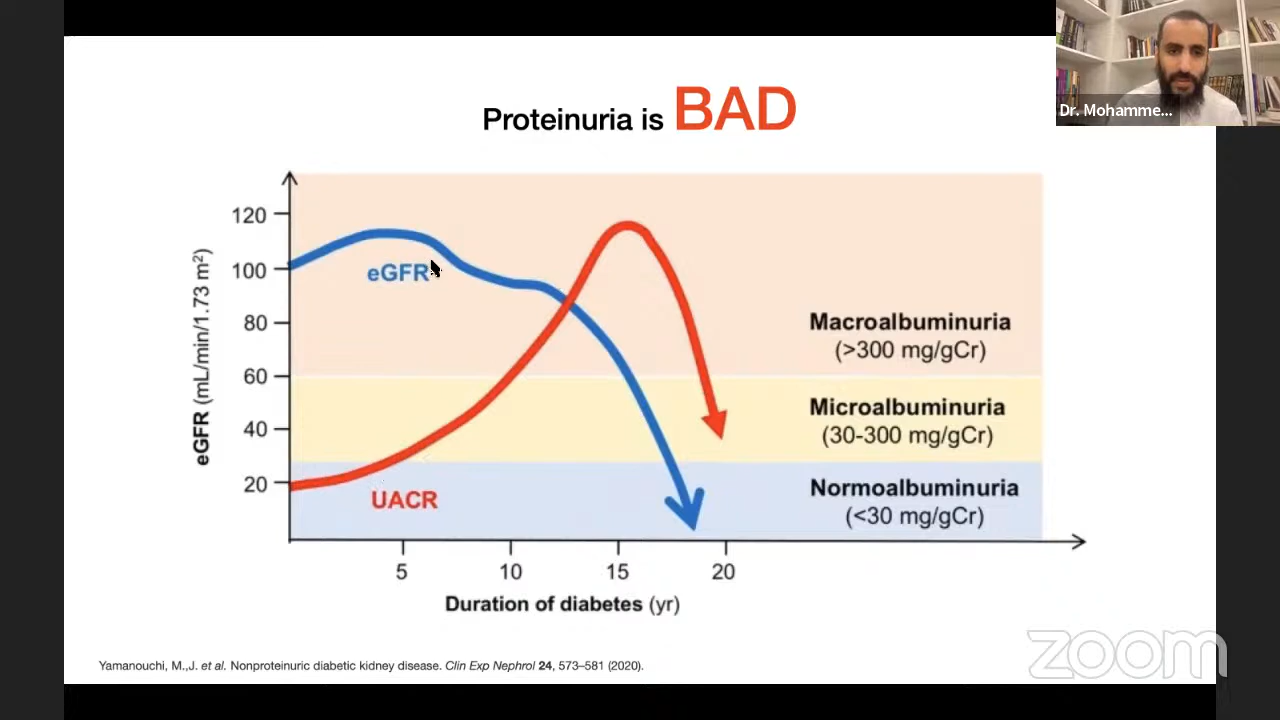 Dr. Mohamme...
Proteinuria is BAD
120
100
80
60
40
20
eGFR (mL/min/1.73 m²)
eGFR
UACR
Macroalbuminuria
(>300 mg/gCr)
Microalbuminuria
(30-300 mg/gCr)
Normoalbuminuria
(<30 mg/gCr)
5 10 15 20
Duration of diabetes (yr)
Yamanouchi, M.,J. et al. Nonproteinuric diabetic kidney disease. Clin Exp Nephrol 24, 573–581 (2020).
zoom